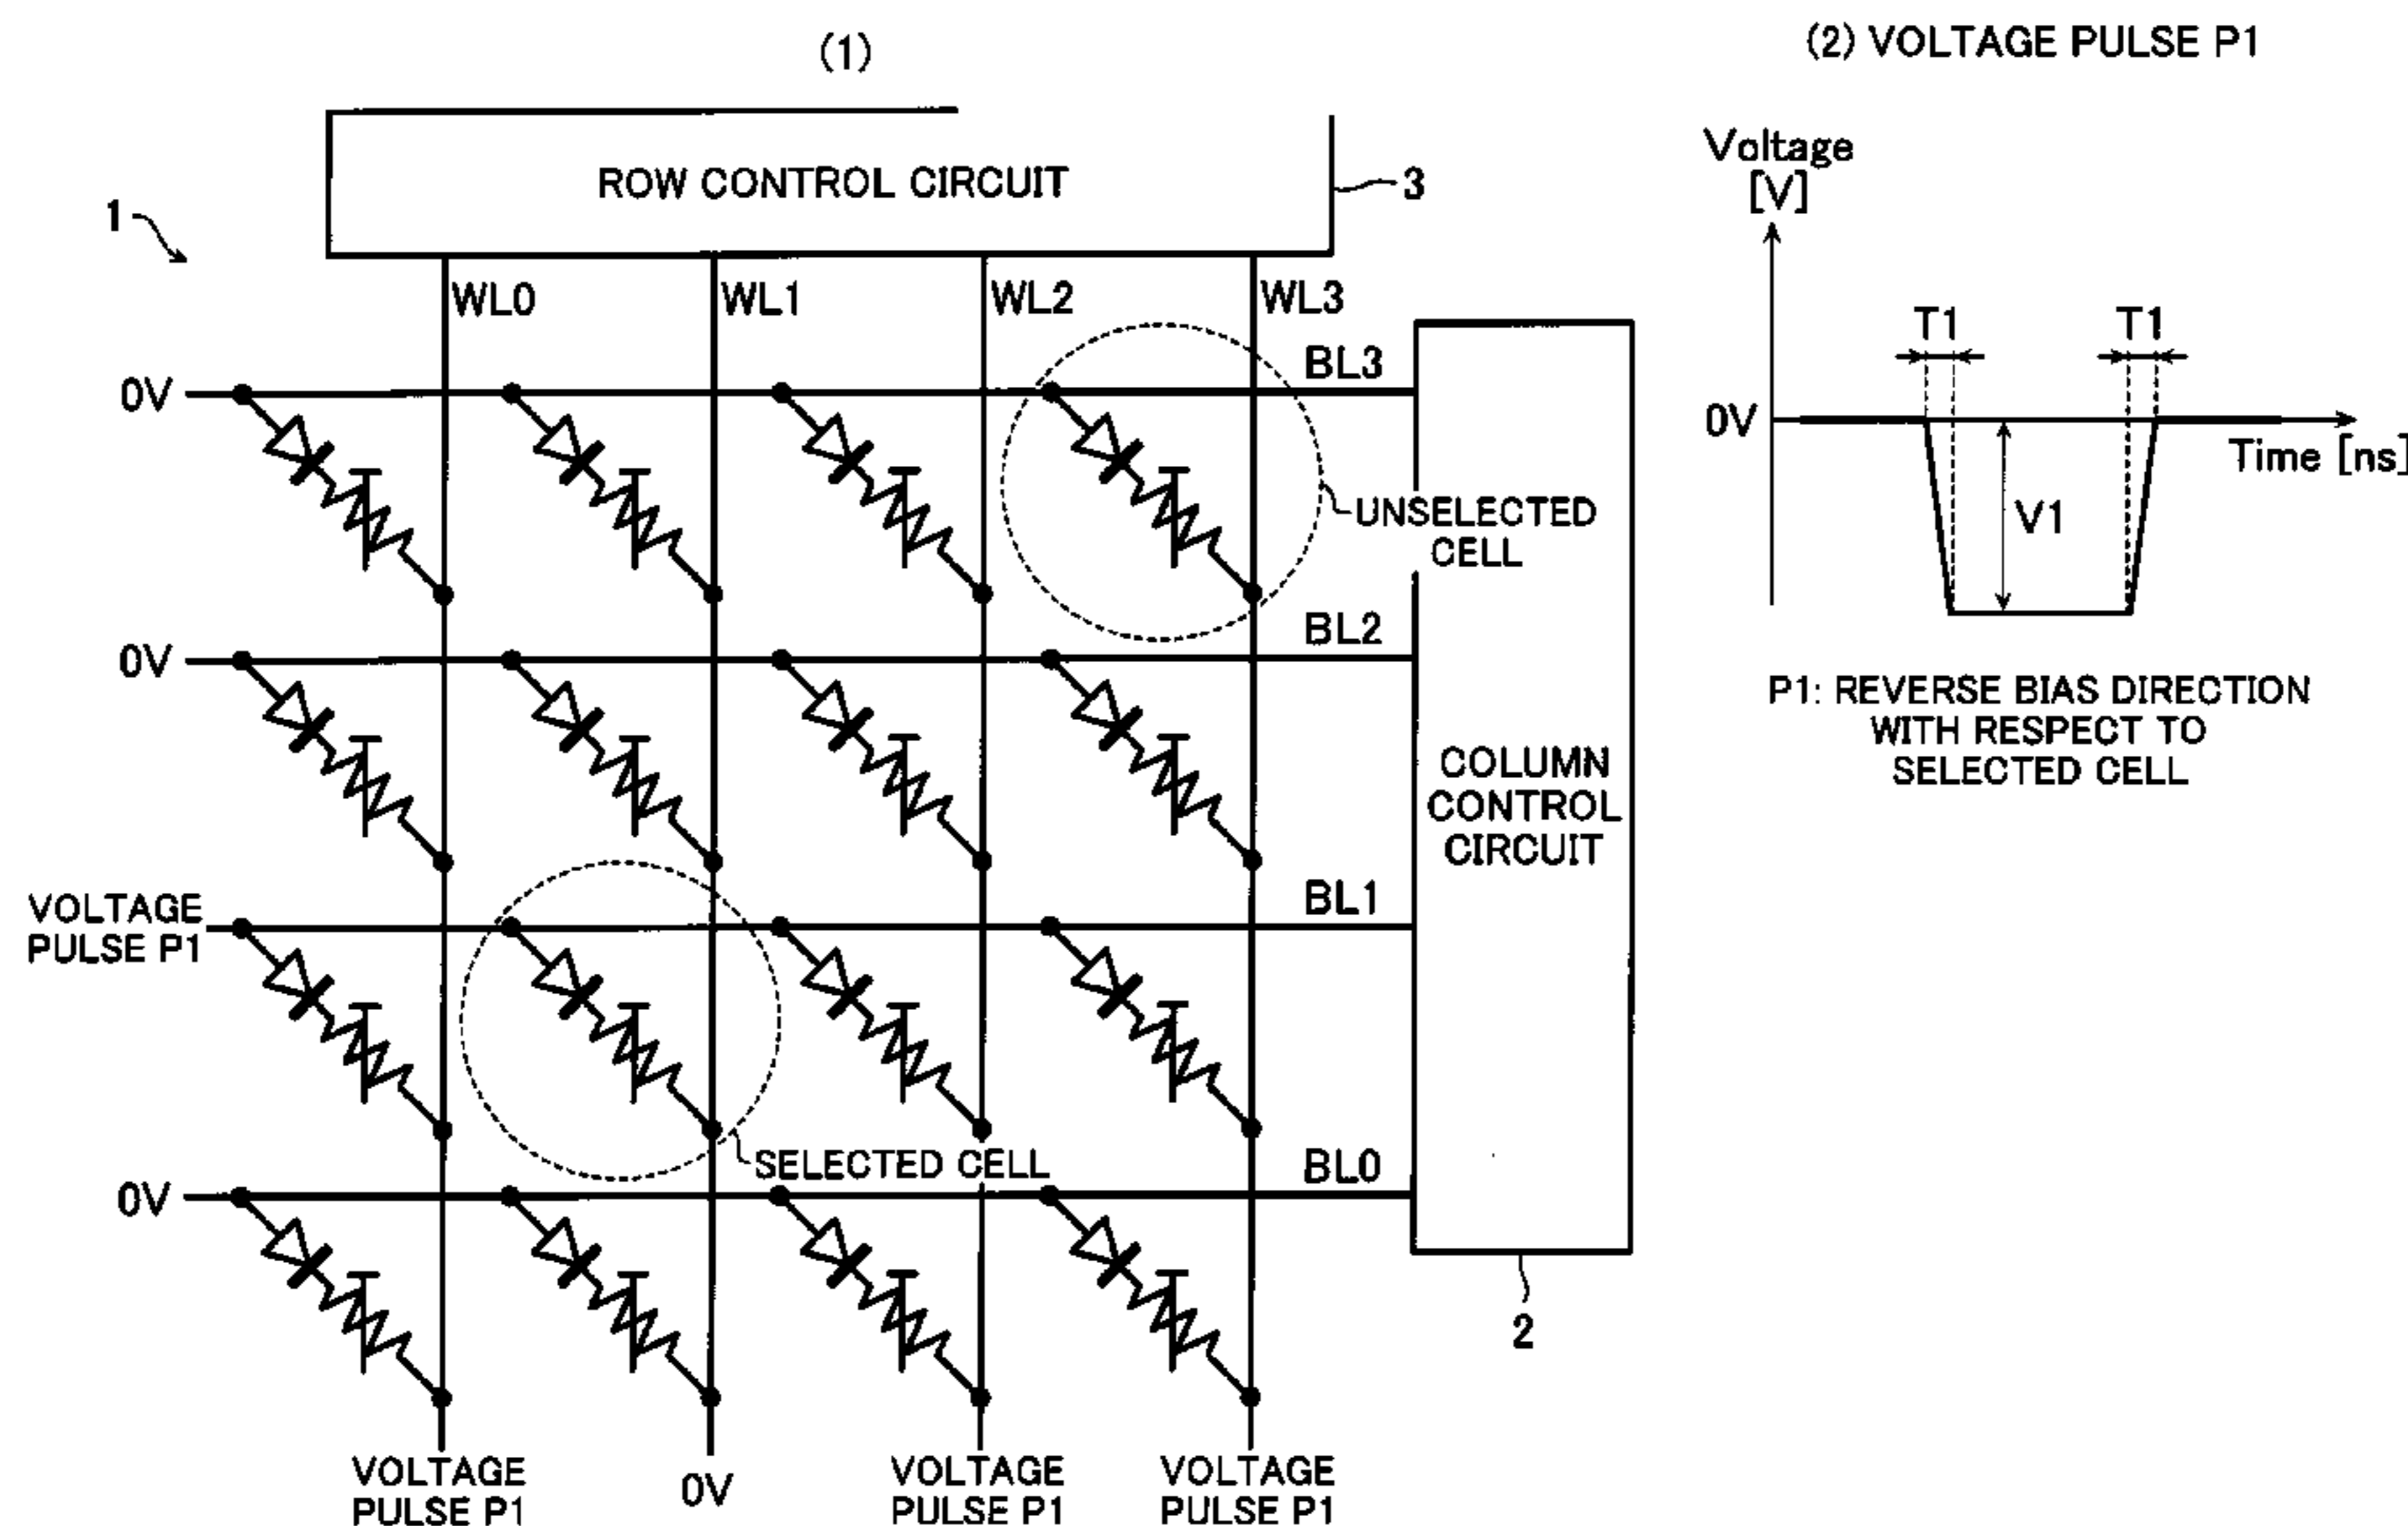 (1)
(2) VOLTAGE PULSE P1
ROW CONTROL CIRCUIT
3
1
WL0
WL1
WL2
WL3
0V
BL3
UNSELECTED
CELL
0V
BL2
VOLTAGE
PULSE P1
BL1
SELECTED CELL
0V
BL0
COLUMN
CONTROL
CIRCUIT
2
VOLTAGE
PULSE P1
0V
VOLTAGE
PULSE P1
VOLTAGE
PULSE P1
Voltage
[V]
T1
T1
0V
Time [ns]
V1
P1: REVERSE BIAS DIRECTION
WITH RESPECT TO
SELECTED CELL